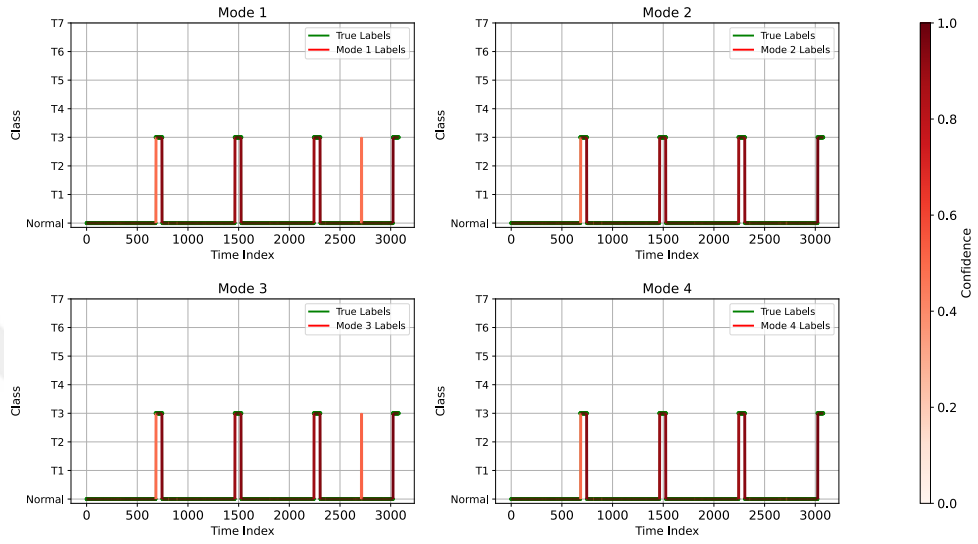 Mode 1
T7
T6
T5
T4
T3
T2
T1
Normal
Class
True Labels
Mode 1 Labels
0 500 1000 1500 2000 2500 3000
Time Index
Mode 2
T7
T6
T5
T4
T3
T2
T1
Normal
Class
True Labels
Mode 2 Labels
0 500 1000 1500 2000 2500 3000
Time Index
Mode 3
T7
T6
T5
T4
T3
T2
T1
Normal
Class
True Labels
Mode 3 Labels
0 500 1000 1500 2000 2500 3000
Time Index
Mode 4
T7
T6
T5
T4
T3
T2
T1
Normal
Class
True Labels
Mode 4 Labels
0 500 1000 1500 2000 2500 3000
Time Index
1.0
0.8
0.6
0.4
0.2
0.0
Confidence